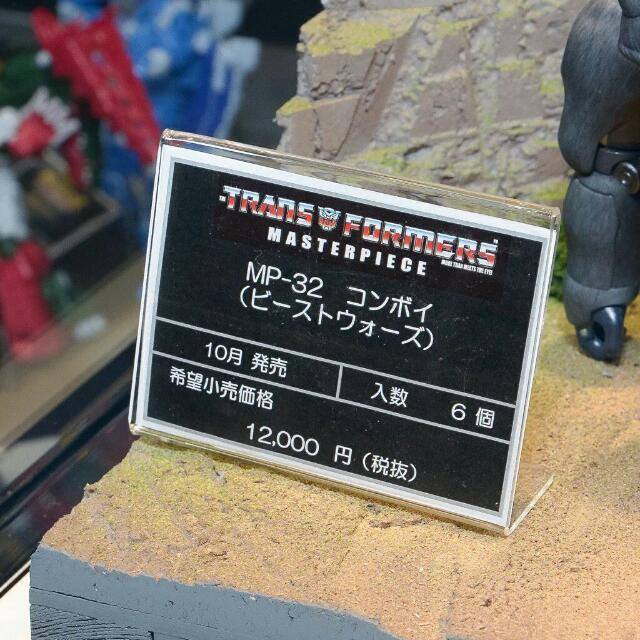 TRANSFORMERS
MORE THAN MEETS THE EYE!
MASTERPIECE
MP-32 コンボイ
(ビーストウォーズ)
10月 発売
入数 6 個
希望小売価格
12,000 円 (税抜)